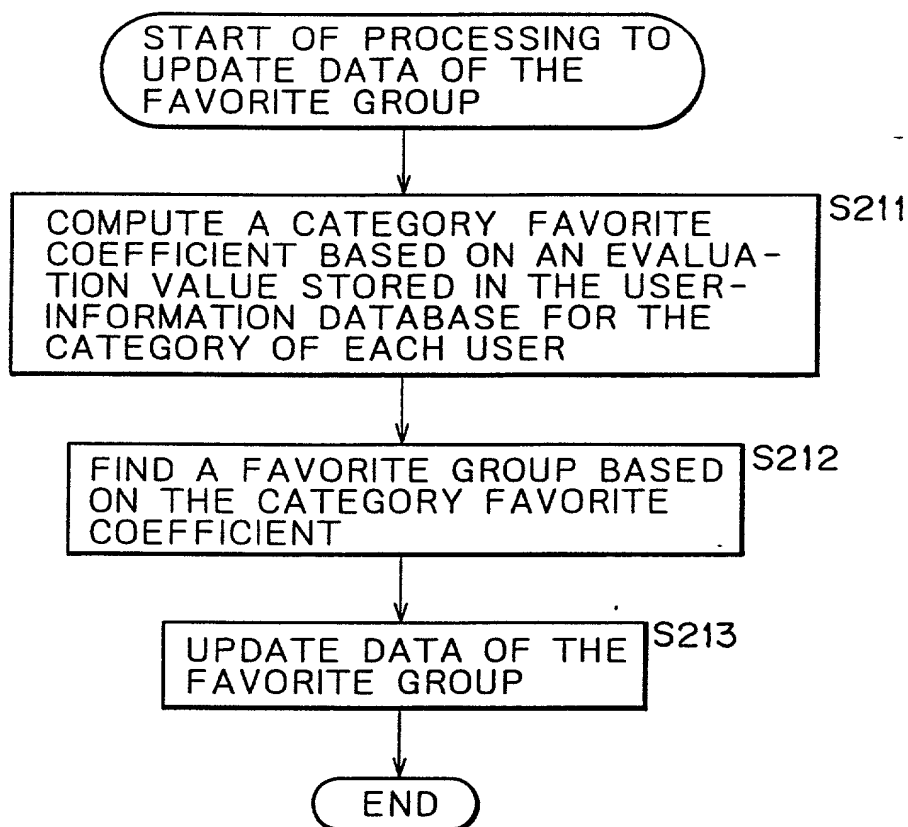 START OF PROCESSING TO
UPDATE DATA OF THE
FAVORITE GROUP
S211
COMPUTE A CATEGORY FAVORITE
COEFFICIENT BASED ON AN EVALUA-
TION VALUE STORED IN THE USER-
INFORMATION DATABASE FOR THE
CATEGORY OF EACH USER
S212
FIND A FAVORITE GROUP BASED
ON THE CATEGORY FAVORITE
COEFFICIENT
S213
UPDATE DATA OF THE
FAVORITE GROUP
END